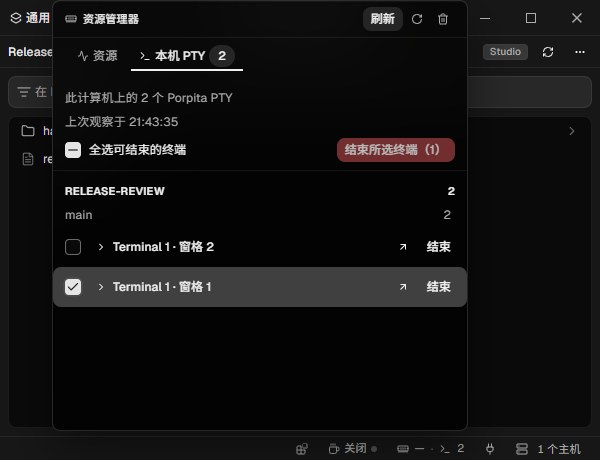 通用
资源管理器
刷新
Release
资源
本机 PTY
2
Studio
在
此计算机上的 2 个 Porpita PTY
上次观察于 21:43:35
全选可结束的终端
结束所选终端（1）
RELEASE-REVIEW 2
main 2
Terminal 1 · 窗格 2 结束
Terminal 1 · 窗格 1 结束
关闭
2
1 个主机